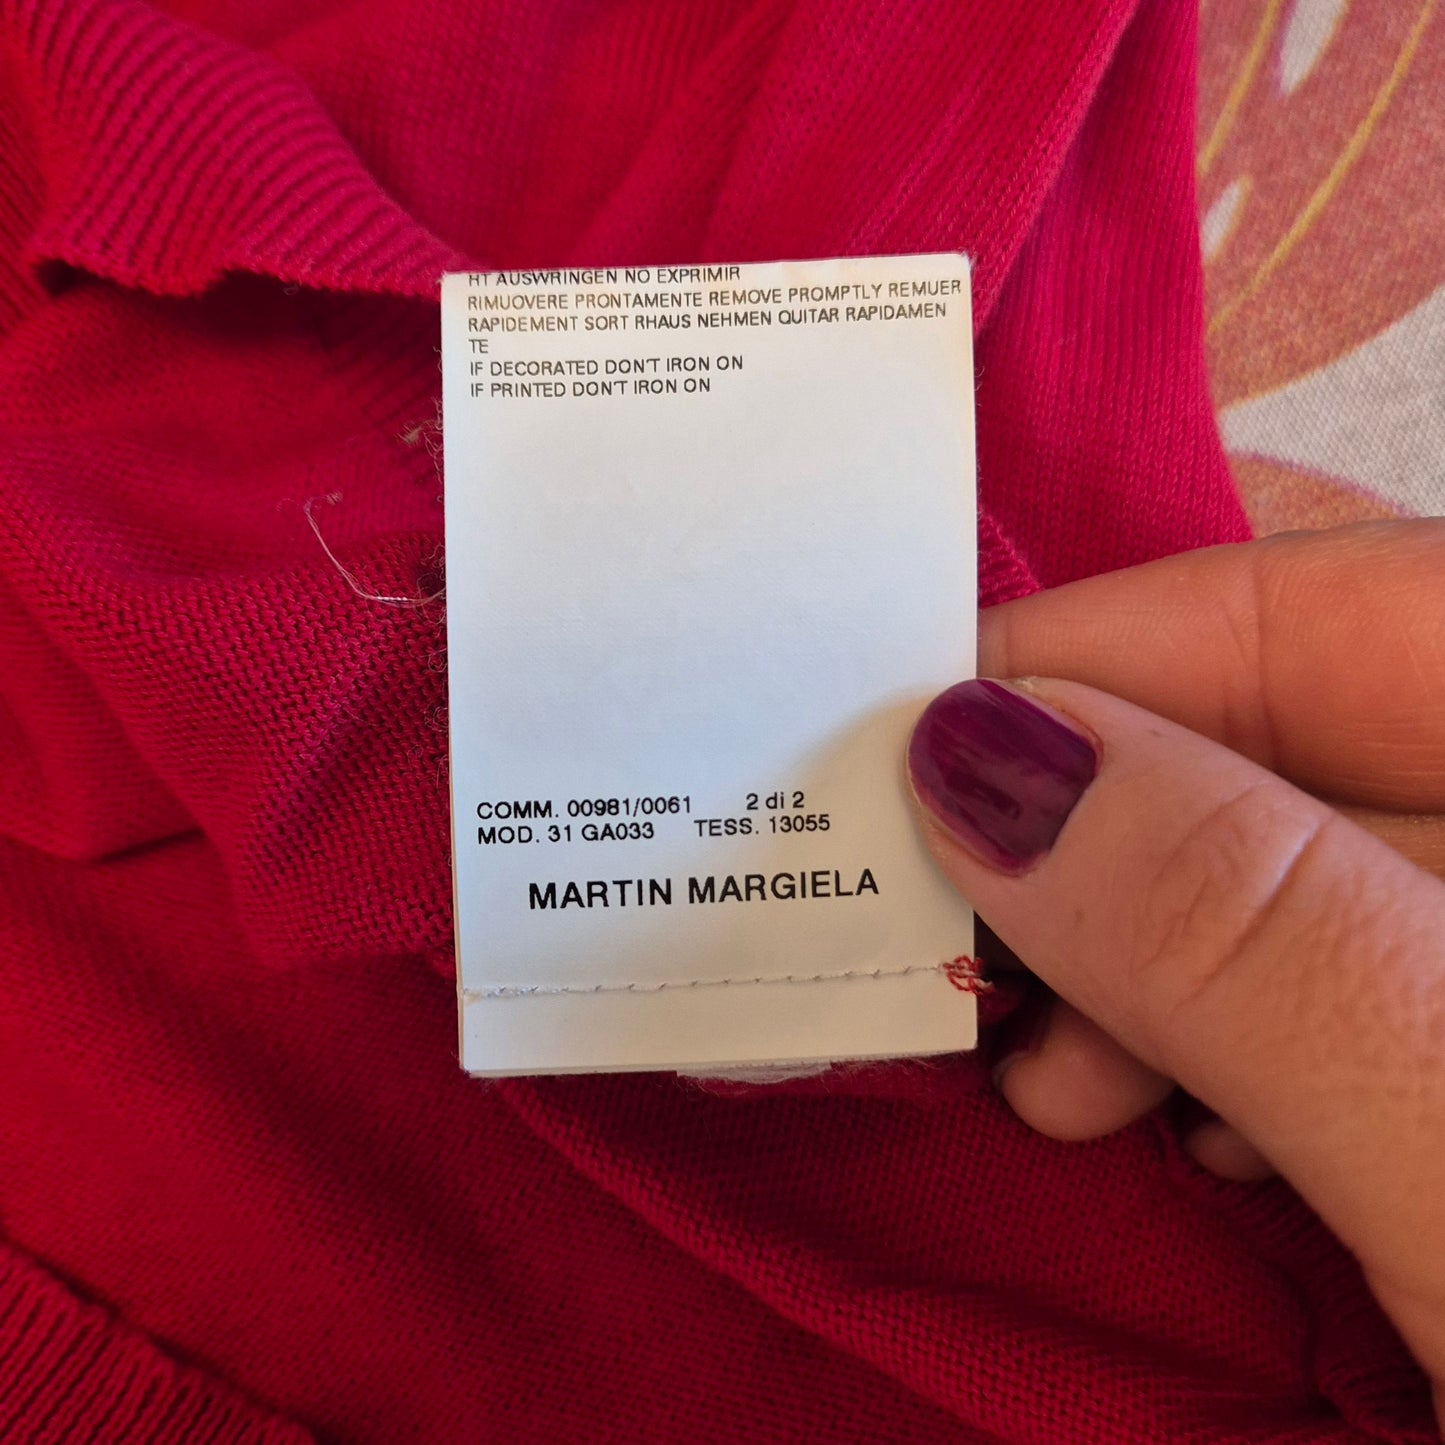 HT AUSWRINGEN NO EXPRIMIR
RIMUOVERE PRONTAMENTE REMOVE PROMPTLY REMUER
RAPIDEMENT SORT RHAUS NEHMEN QUITAR RAPIDAMEN
TE
IF DECORATED DON'T IRON ON
IF PRINTED DON'T IRON ON
COMM. 00981/0061 2 di 2
MOD. 31 GA033 TESS. 13055
MARTIN MARGIELA